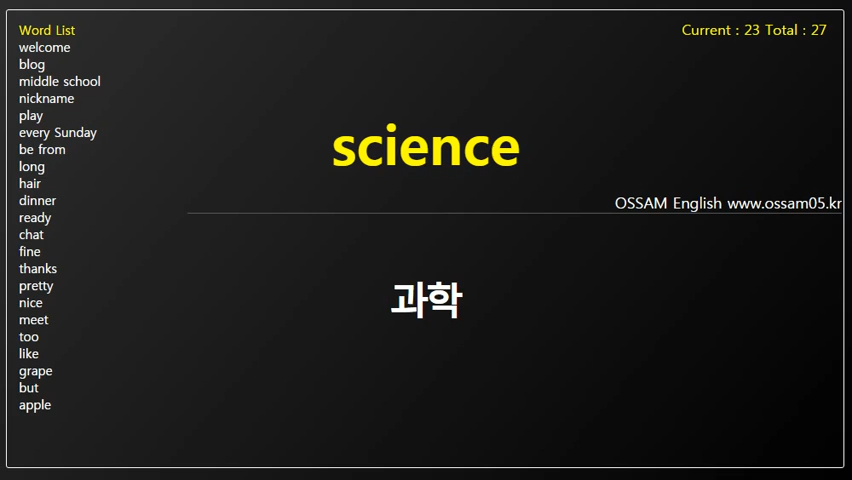 Word List
welcome
blog
middle school
nickname
play
every Sunday
be from
long
hair
dinner
ready
chat
fine
thanks
pretty
nice
meet
too
like
grape
but
apple
Current : 23 Total : 27
science
OSSAM English www.ossam05.kr
과학